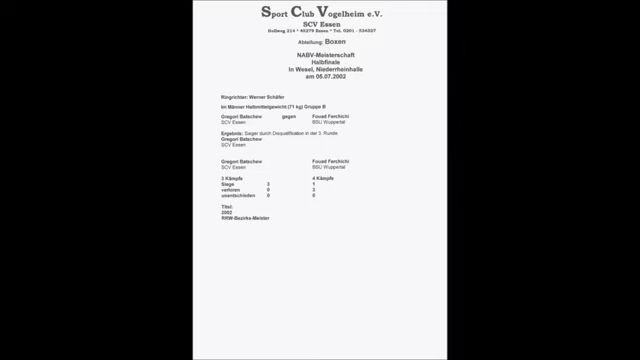 Sport Club Vogelheim e.V.
SCV Essen
Abteilung: Boxen
NABV-Meisterschaft
Halbfinale
In Wesel, Niederrheinhalle
am 05.07.2002
Ringrichter: Werner Schäfer
Im Männer Halbmittelgewicht (71 kg) Gruppe B
Gregori Batschew gegen Fouad Ferchichi
SCV Essen BSU Wuppertal
Ergebnis: Sieger durch Disqualifikation in der 3. Runde
Gregori Batschew
SCV Essen
Gregori Batschew Fouad Ferchichi
SCV Essen BSU Wuppertal
3 Kämpfe 4 Kämpfe
Siege 3 1
verloren 0 3
unentschieden 0 0
Titel:
2002
RRW-Bezirks-Meister